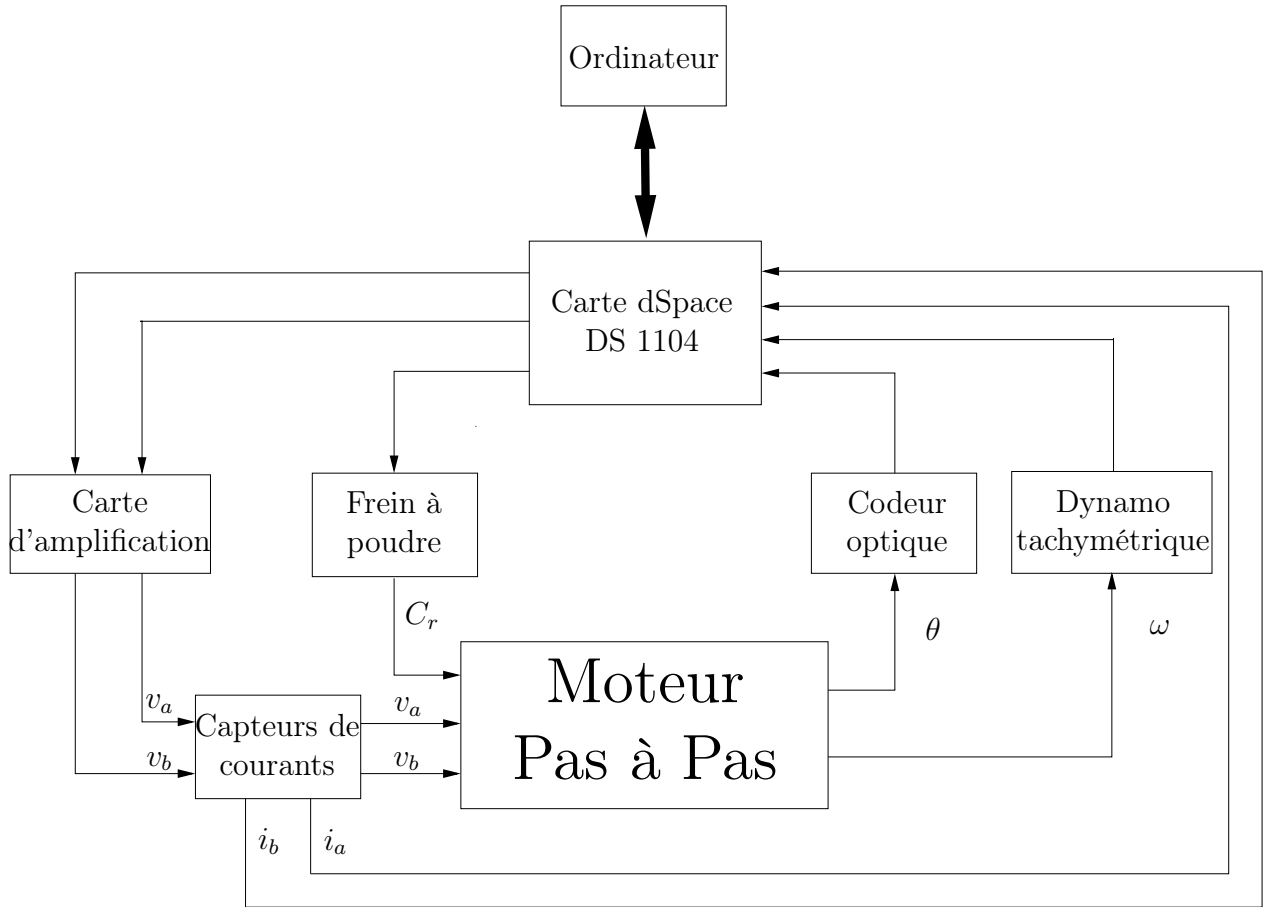 Ordinateur
Carte dSpace
DS 1104
Carte
d'amplification
Frein à
poudre
Codeur
optique
Dynamo
tachymétrique
C_r
θ
ω
Moteur
Pas à Pas
v_a
v_b
Capteurs de
courants
v_a
v_b
i_b
i_a